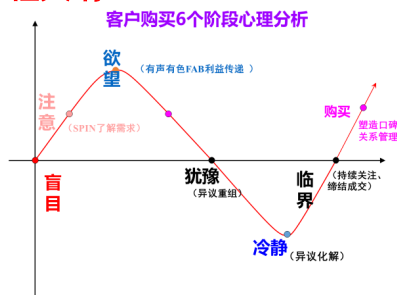 客户购买6个阶段心理分析
欲望
（有声有色FAB利益传递 ）
注意
（SPIN了解需求）
购买
塑造口碑
关系管理
盲目
犹豫
（异议重组）
临界
（持续关注、
缔结成交）
冷静
（异议化解）